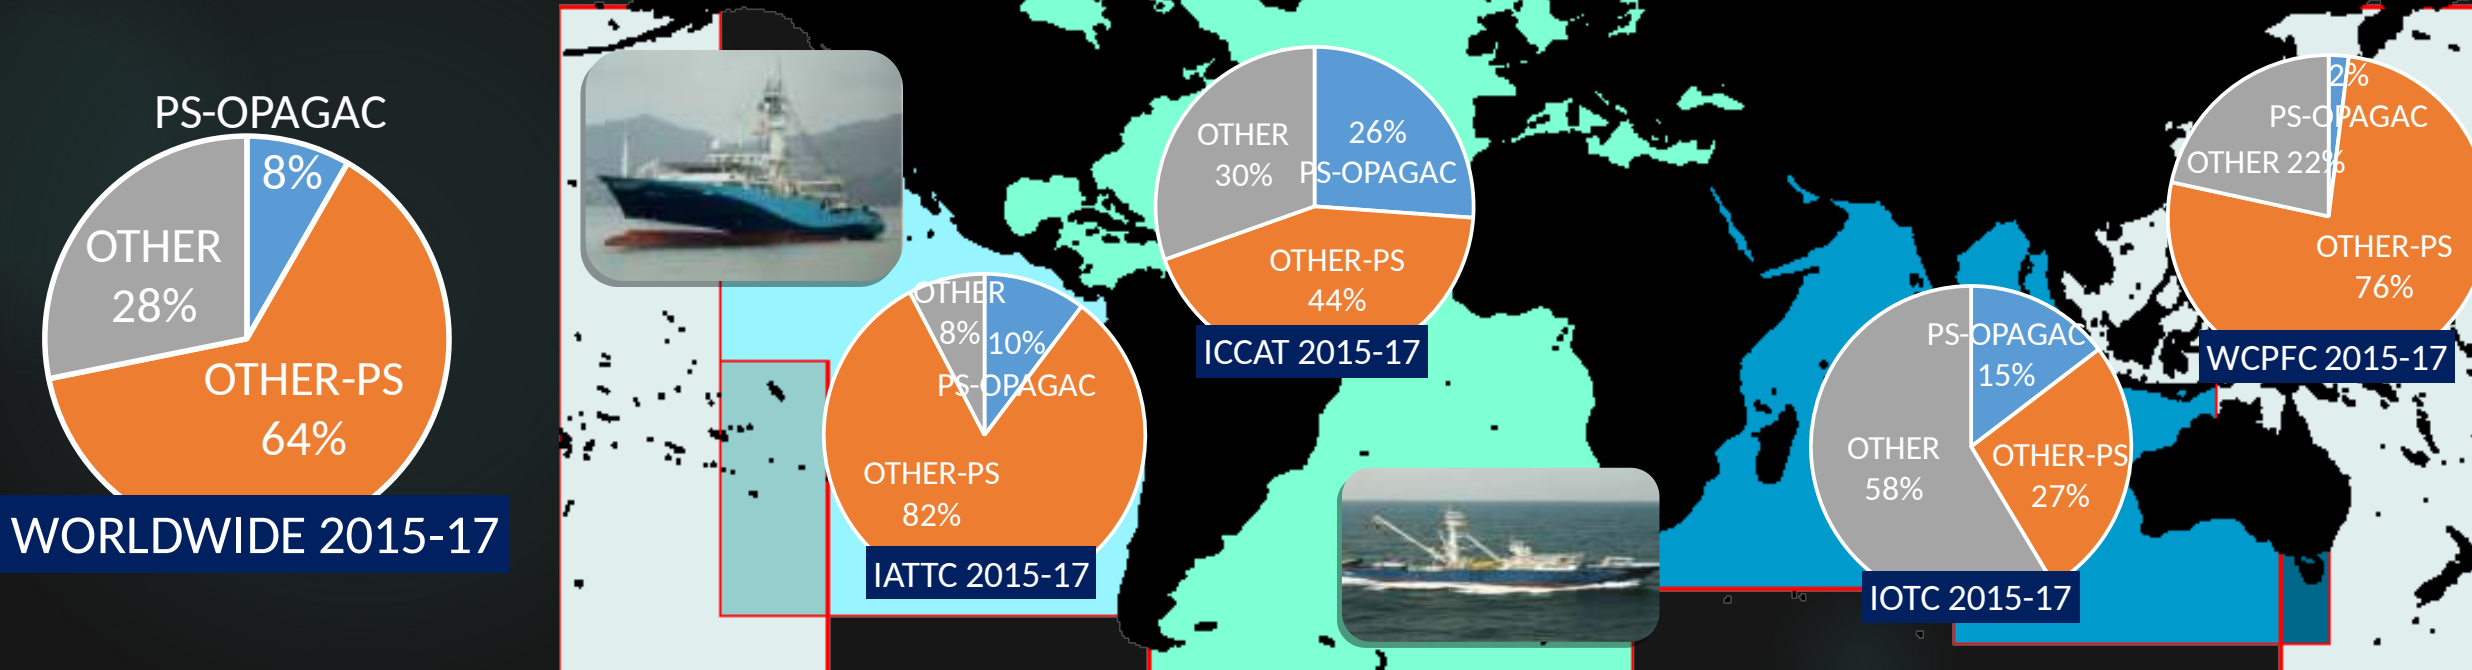 PS-OPAGAC
8%
OTHER
28%
OTHER-PS
64%
WORLDWIDE 2015-17
OTHER
8%
10%
PS-OPAGAC
OTHER-PS
82%
IATTC 2015-17
OTHER
30%
26%
PS-OPAGAC
OTHER-PS
44%
ICCAT 2015-17
PS-OPAGAC
15%
OTHER
58%
OTHER-PS
27%
IOTC 2015-17
2%
PS-OPAGAC
OTHER 22%
OTHER-PS
76%
WCPFC 2015-17